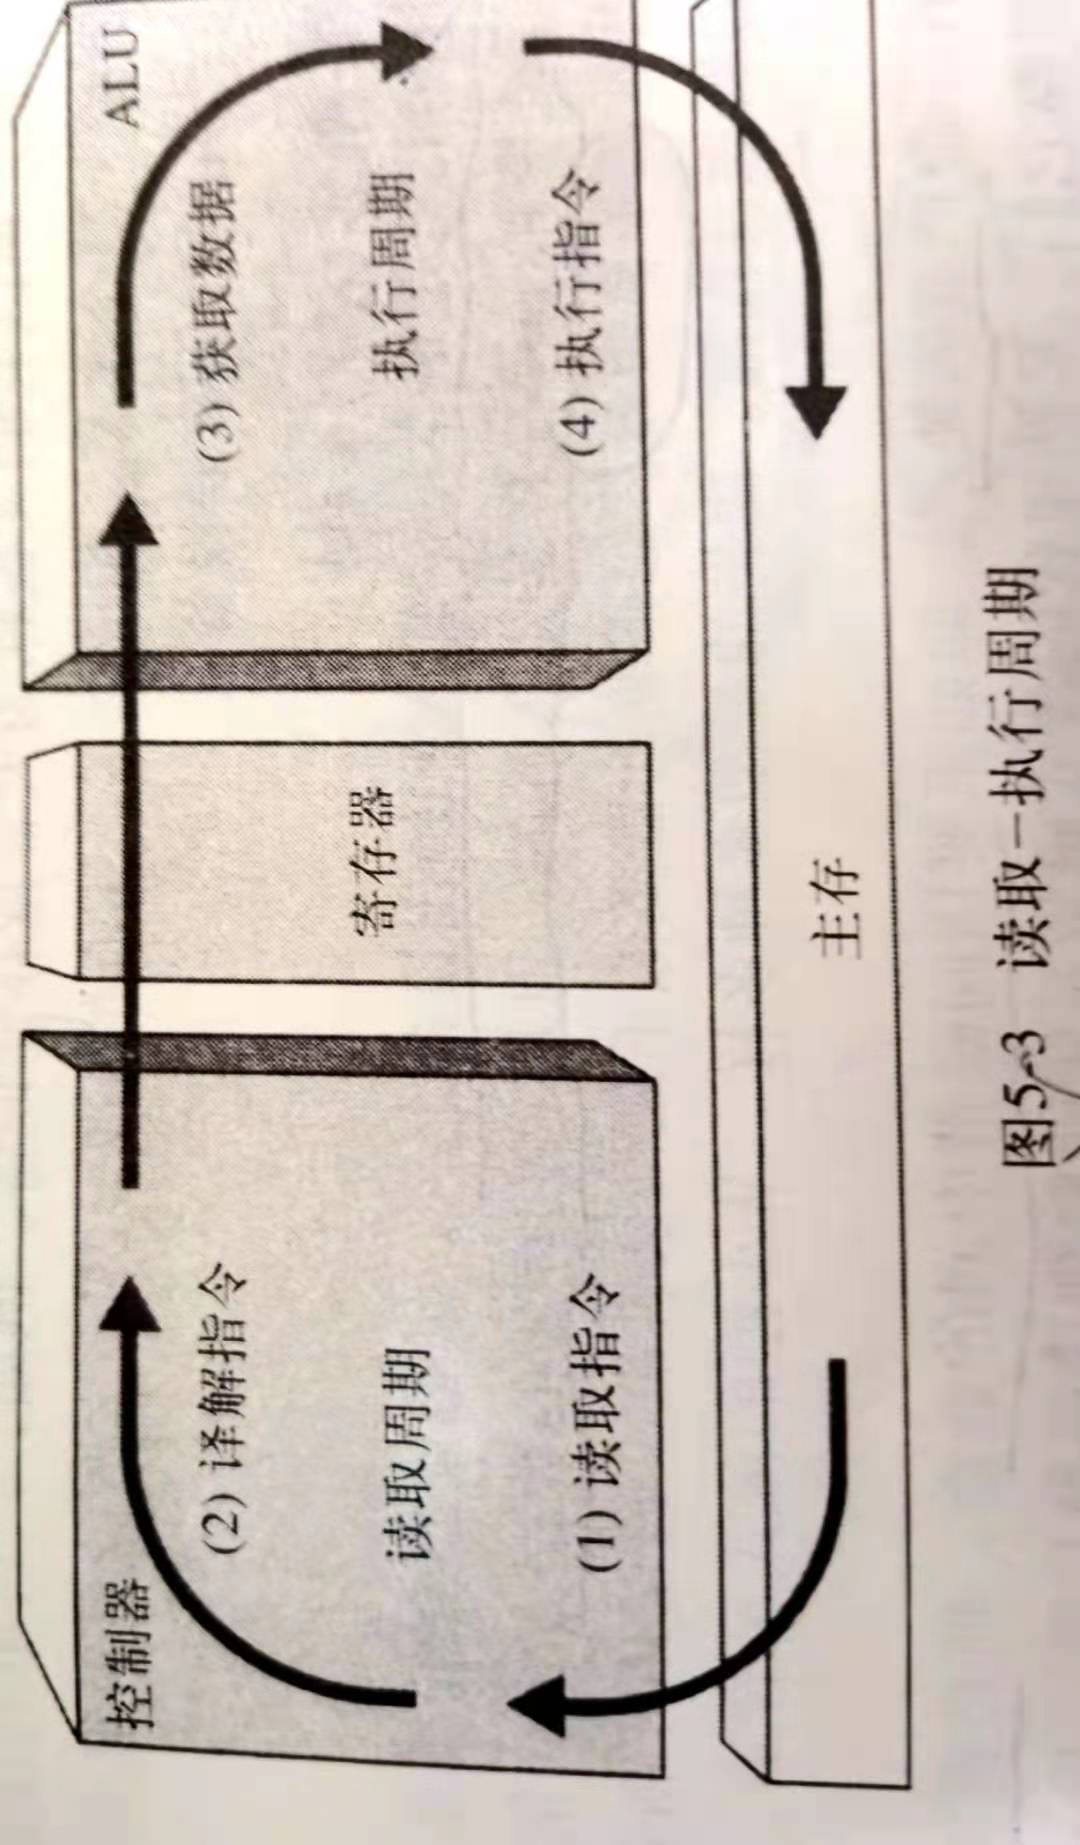 控制器
(2) 译解指令
读取周期
(1) 读取指令
寄存器
ALU
(3) 获取数据
执行周期
(4) 执行指令
主存
图5-3 读取-执行周期